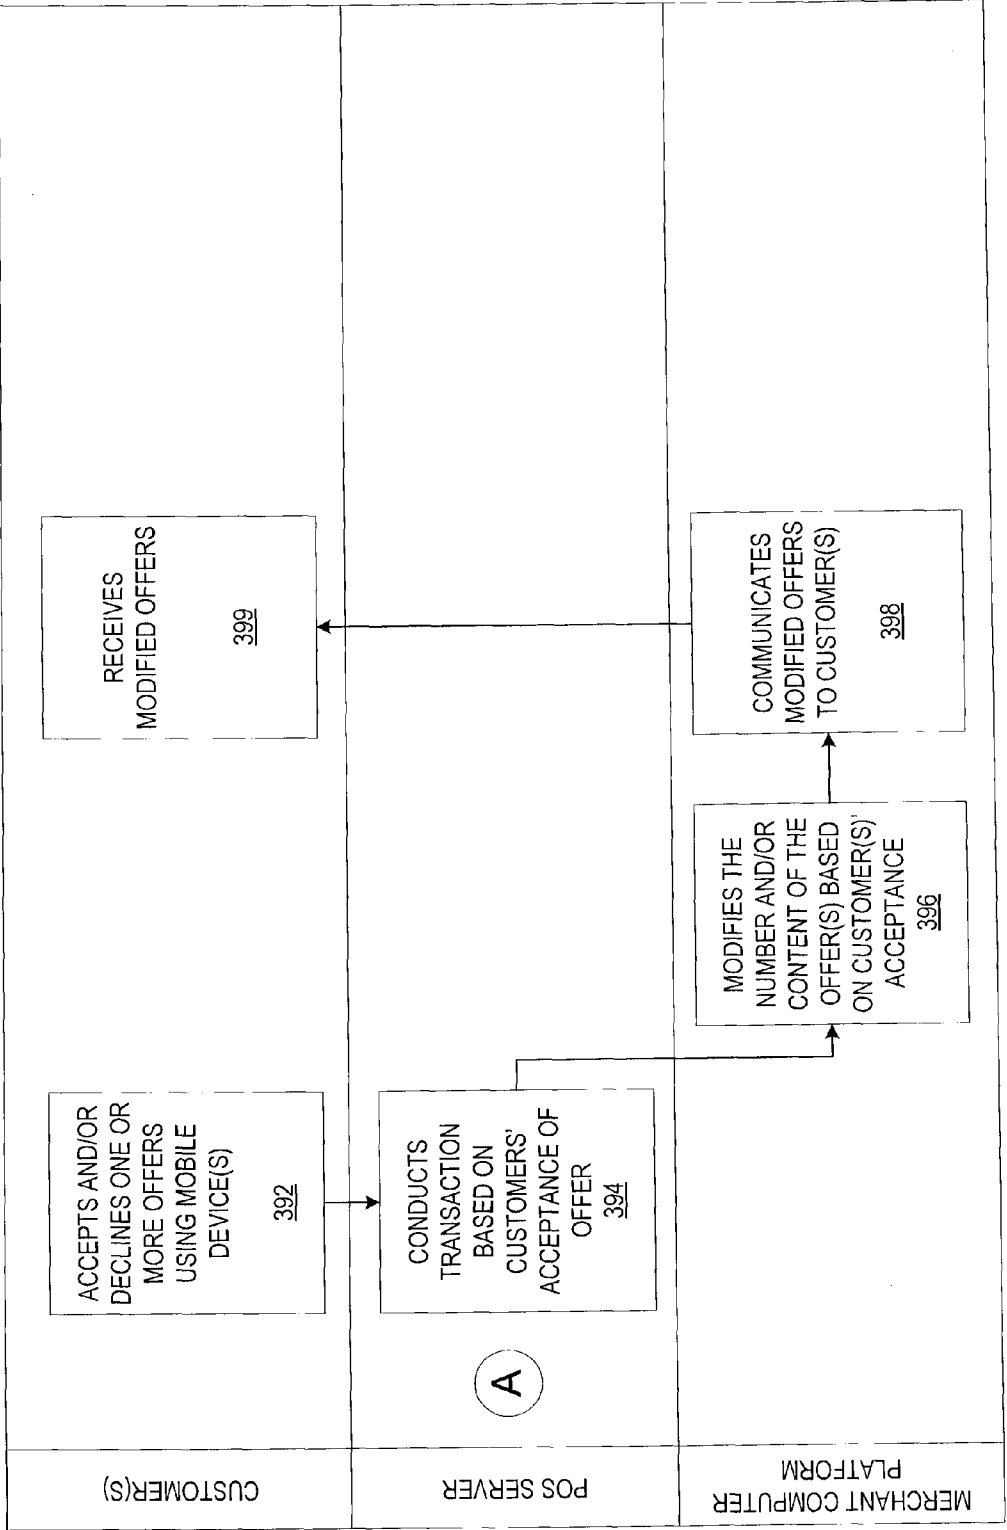 CUSTOMER(S)
ACCEPTS AND/OR
DECLINES ONE OR
MORE OFFERS
USING MOBILE
DEVICE(S)
392
RECEIVES
MODIFIED OFFERS
399
POS SERVER
A
CONDUCTS
TRANSACTION
BASED ON
CUSTOMERS'
ACCEPTANCE OF
OFFER
394
MERCHANT COMPUTER
PLATFORM
MODIFIES THE
NUMBER AND/OR
CONTENT OF THE
OFFER(S) BASED
ON CUSTOMER(S)'
ACCEPTANCE
396
COMMUNICATES
MODIFIED OFFERS
TO CUSTOMER(S)
398